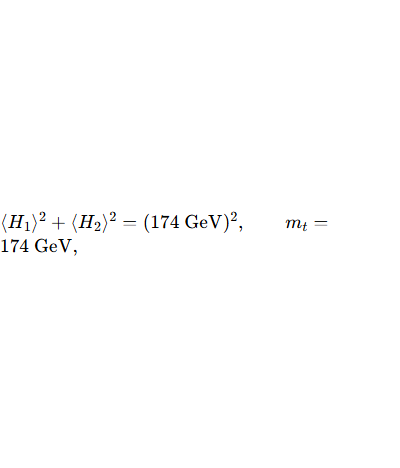 ⟨H₁⟩² + ⟨H₂⟩² = (174 GeV)², m_t =
174 GeV,